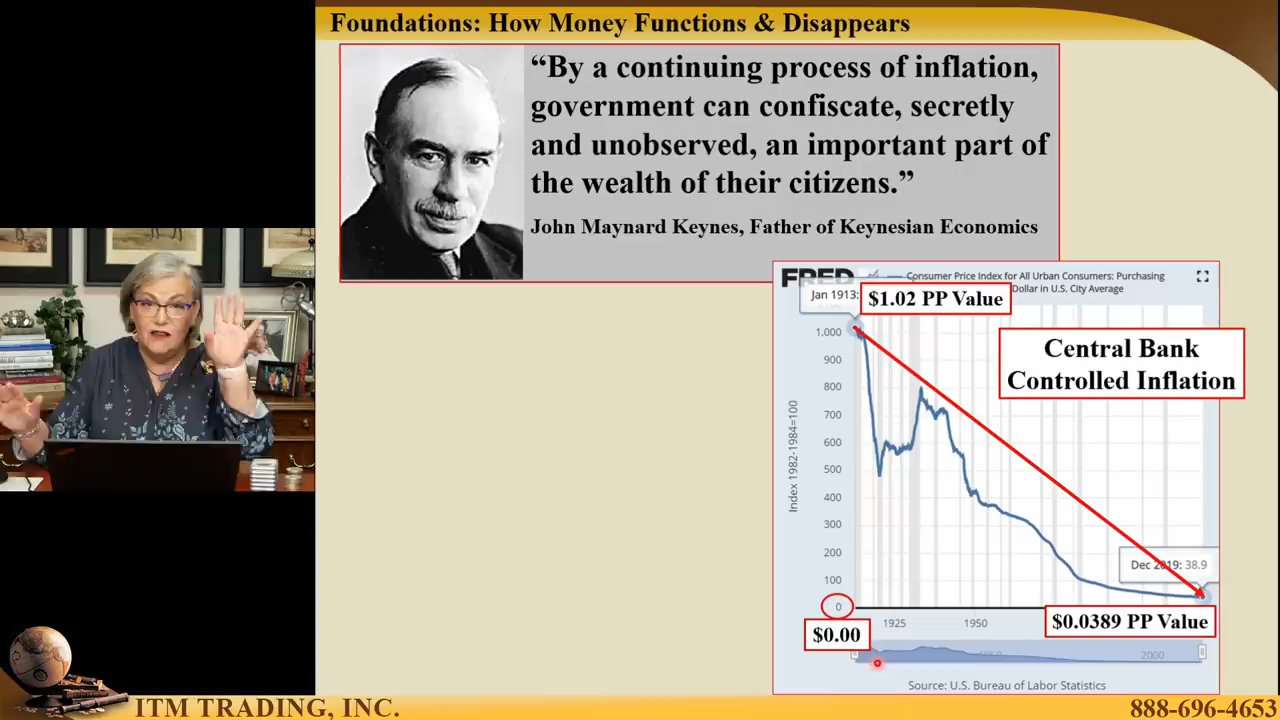 Foundations: How Money Functions & Disappears
“By a continuing process of inflation,
government can confiscate, secretly
and unobserved, an important part of
the wealth of their citizens.”
John Maynard Keynes, Father of Keynesian Economics
FRED
Consumer Price Index for All Urban Consumers: Purchasing
Dollar in U.S. City Average
Jan 1913:
$1.02 PP Value
Central Bank
Controlled Inflation
Index 1982-1984=100
1,000
900
800
700
600
500
400
300
200
100
0
Dec 2019: 38.9
1925
1950
$0.0389 PP Value
$0.00
1950
2000
Source: U.S. Bureau of Labor Statistics
ITM TRADING, INC.
888-696-4653